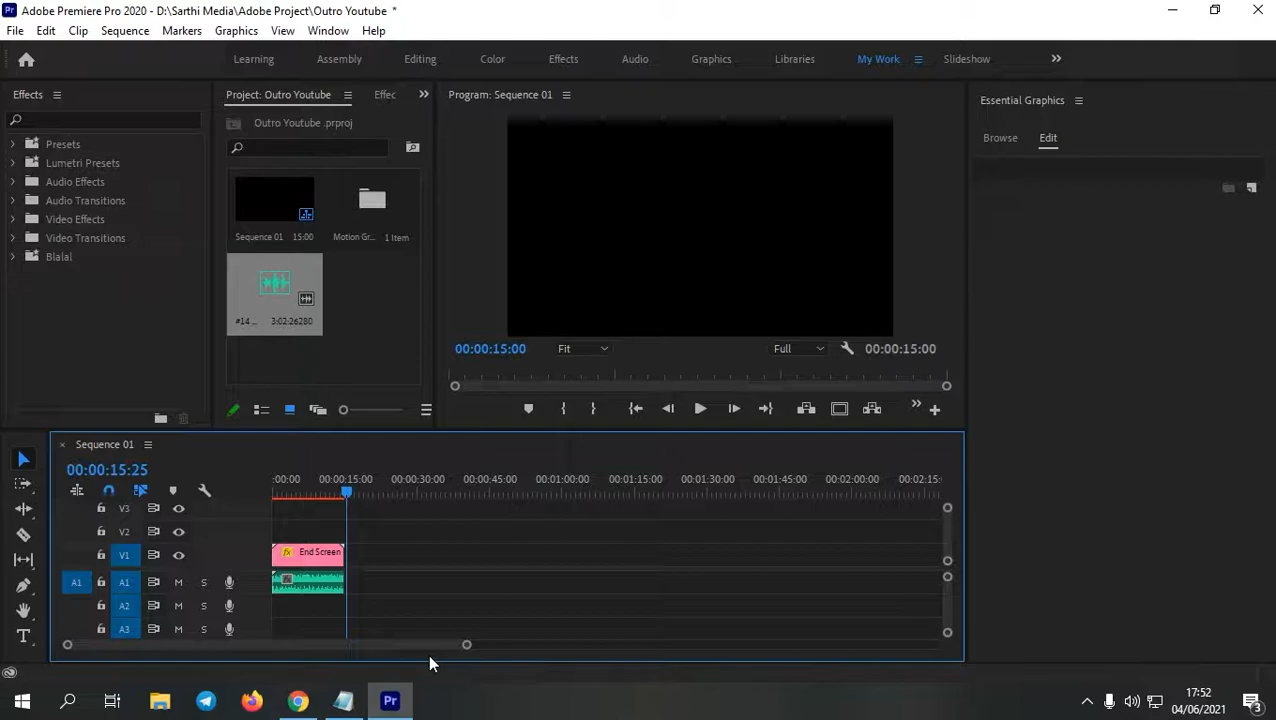 Adobe Premiere Pro 2020 - D:\Sarthi Media\Adobe Project\Outro Youtube *
File Edit Clip Sequence Markers Graphics View Window Help
Learning Assembly Editing Color Effects Audio Graphics Libraries My Work Slideshow
Effects
Presets
Lumetri Presets
Audio Effects
Audio Transitions
Video Effects
Video Transitions
Blalal
Project: Outro Youtube Effec
Outro Youtube .prproj
Sequence 01 15:00 Motion Gr... 1 Item
#14 ... 3:02:26280
Program: Sequence 01
00:00:15:00 Fit Full 00:00:15:00
Essential Graphics
Browse Edit
Sequence 01
00:00:15:25
:00:00 00:00:15:00 00:00:30:00 00:00:45:00 00:01:00:00 00:01:15:00 00:01:30:00 00:01:45:00 00:02:00:00 00:02:15:
V3
V2
V1 fx End Screen
A1 A1 M S
A2 M S
A3 M S
T
Pr
17:52
04/06/2021
3